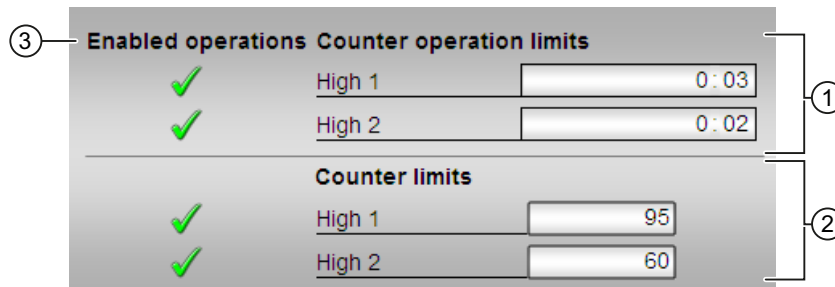 ③ Enabled operations Counter operation limits
High 1 0:03
①
High 2 0:02
Counter limits
High 1 95
②
High 2 60